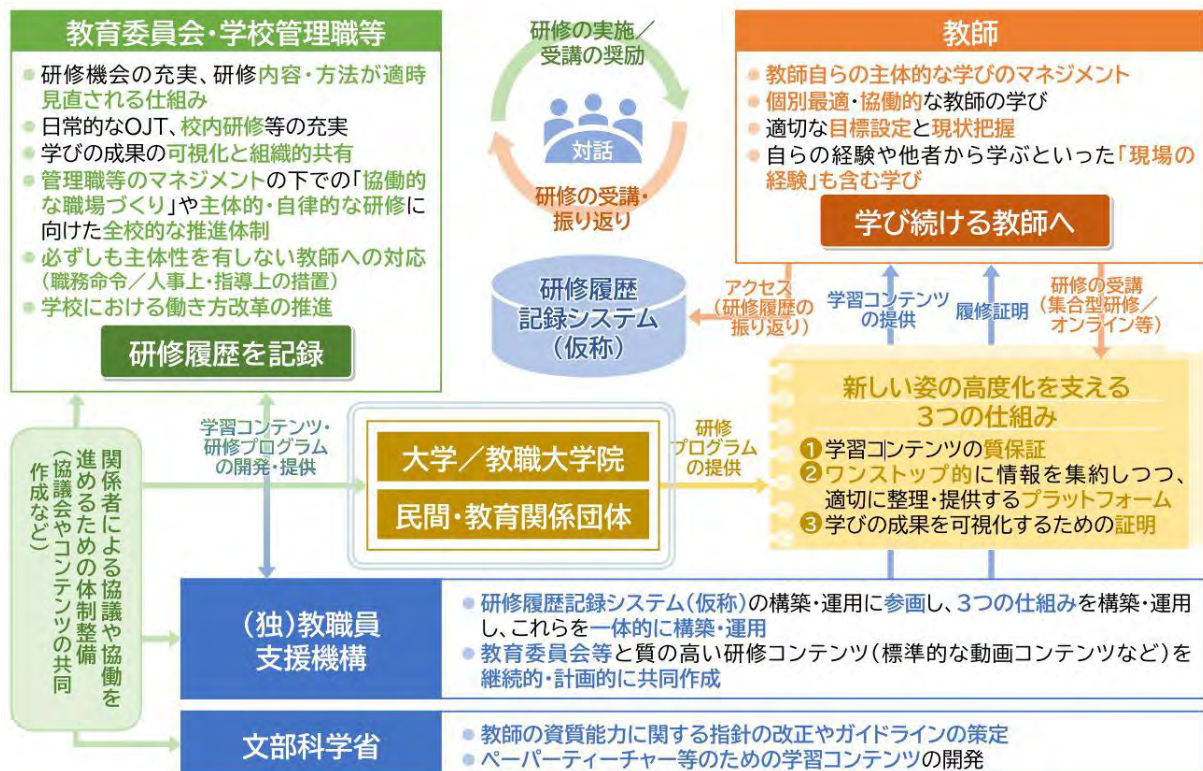 教育委員会・学校管理職等
● 研修機会の充実、研修内容・方法が適時
見直される仕組み
● 日常的なOJT、校内研修等の充実
● 学びの成果の可視化と組織的共有
● 管理職等のマネジメントの下での「協働的
な職場づくり」や主体的・自律的な研修に
向けた全校的な推進体制
● 必ずしも主体性を有しない教師への対応
(職務命令/人事上・指導上の措置)
● 学校における働き方改革の推進
研修履歴を記録
研修の実施/
受講の奨励
対話
研修の受講・
振り返り
教師
● 教師自らの主体的な学びのマネジメント
● 個別最適・協働的な教師の学び
● 適切な目標設定と現状把握
● 自らの経験や他者から学ぶといった「現場の
経験」も含む学び
学び続ける教師へ
研修履歴
記録システム
(仮称)
アクセス
(研修履歴の
振り返り)
学習コンテンツ
の提供
履修証明
研修の受講
(集合型研修/
オンライン等)
新しい姿の高度化を支える
3つの仕組み
❶学習コンテンツの質保証
❷ワンストップ的に情報を集約しつつ、
適切に整理・提供するプラットフォーム
❸学びの成果を可視化するための証明
学習コンテンツ・
研修プログラム
の開発・提供
大学/教職大学院
民間・教育関係団体
研修
プログラム
の提供
関係者による協議や協働を
進めるための体制整備
(協議会やコンテンツの共同
作成など)
(独)教職員
支援機構
● 研修履歴記録システム(仮称)の構築・運用に参画し、3つの仕組みを構築・運用
し、これらを一体的に構築・運用
● 教育委員会等と質の高い研修コンテンツ(標準的な動画コンテンツなど)を
継続的・計画的に共同作成
文部科学省
● 教師の資質能力に関する指針の改正やガイドラインの策定
● ペーパーティーチャー等のための学習コンテンツの開発